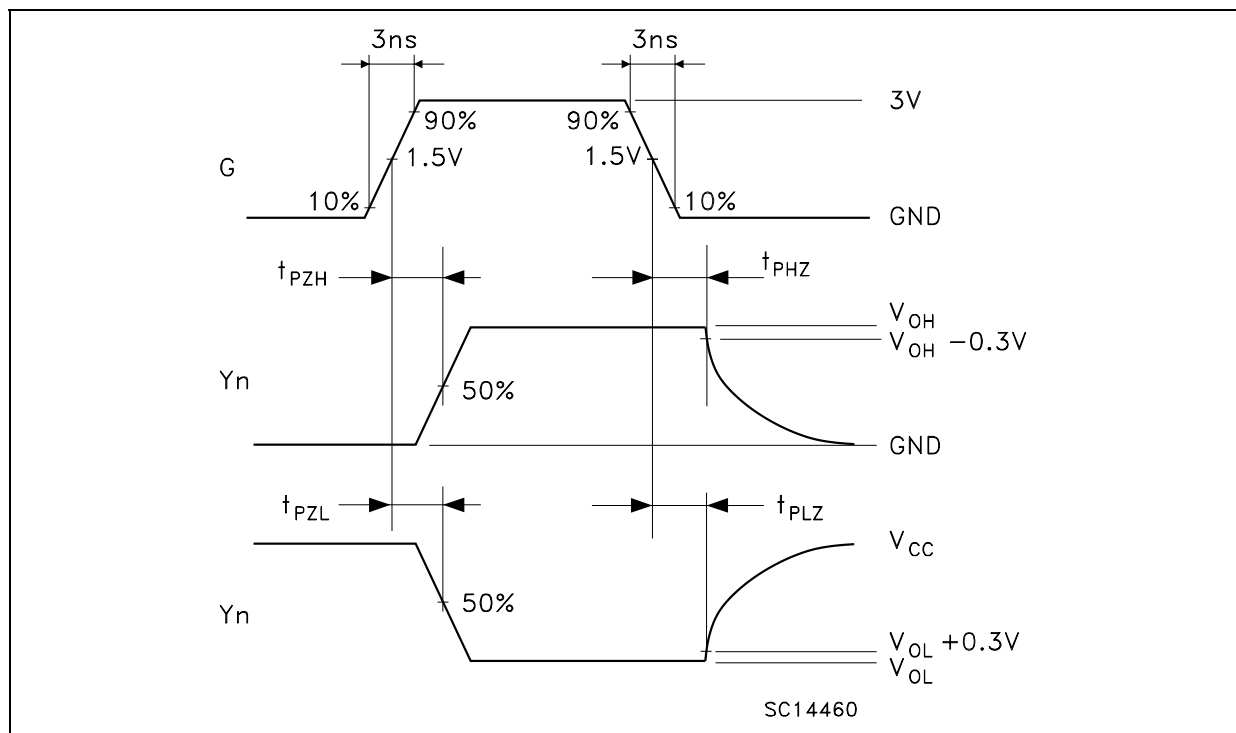 3ns 3ns
3V
90% 90%
G 1.5V 1.5V
10% 10%
GND
tPZH tPHZ
VOH
VOH −0.3V
Yn 50%
GND
tPZL tPLZ
VCC
Yn 50%
VOL +0.3V
VOL
SC14460